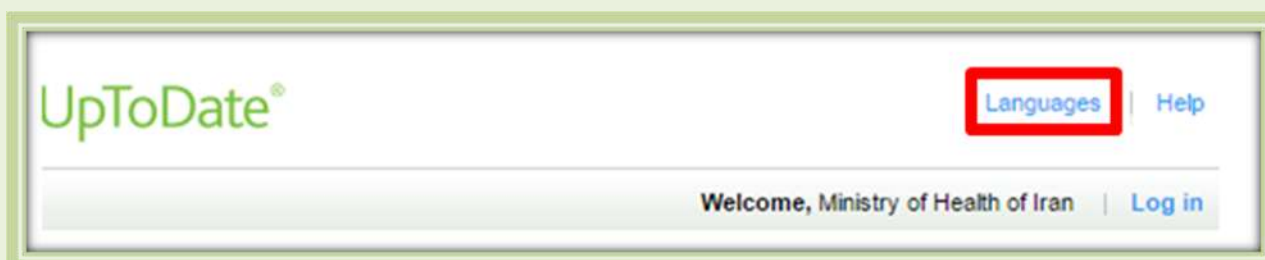 UpToDate®
Languages | Help
Welcome, Ministry of Health of Iran | Log in